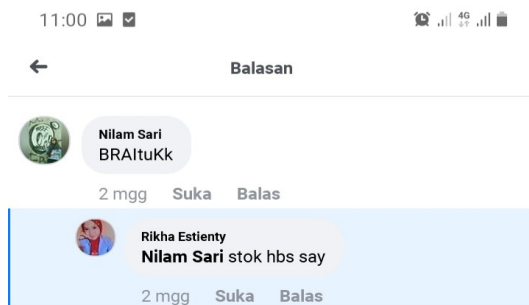 11:00
4G
Balasan
Nilam Sari
BRAItuKk
2 mgg Suka Balas
Rikha Estienty
Nilam Sari stok hbs say
2 mgg Suka Balas